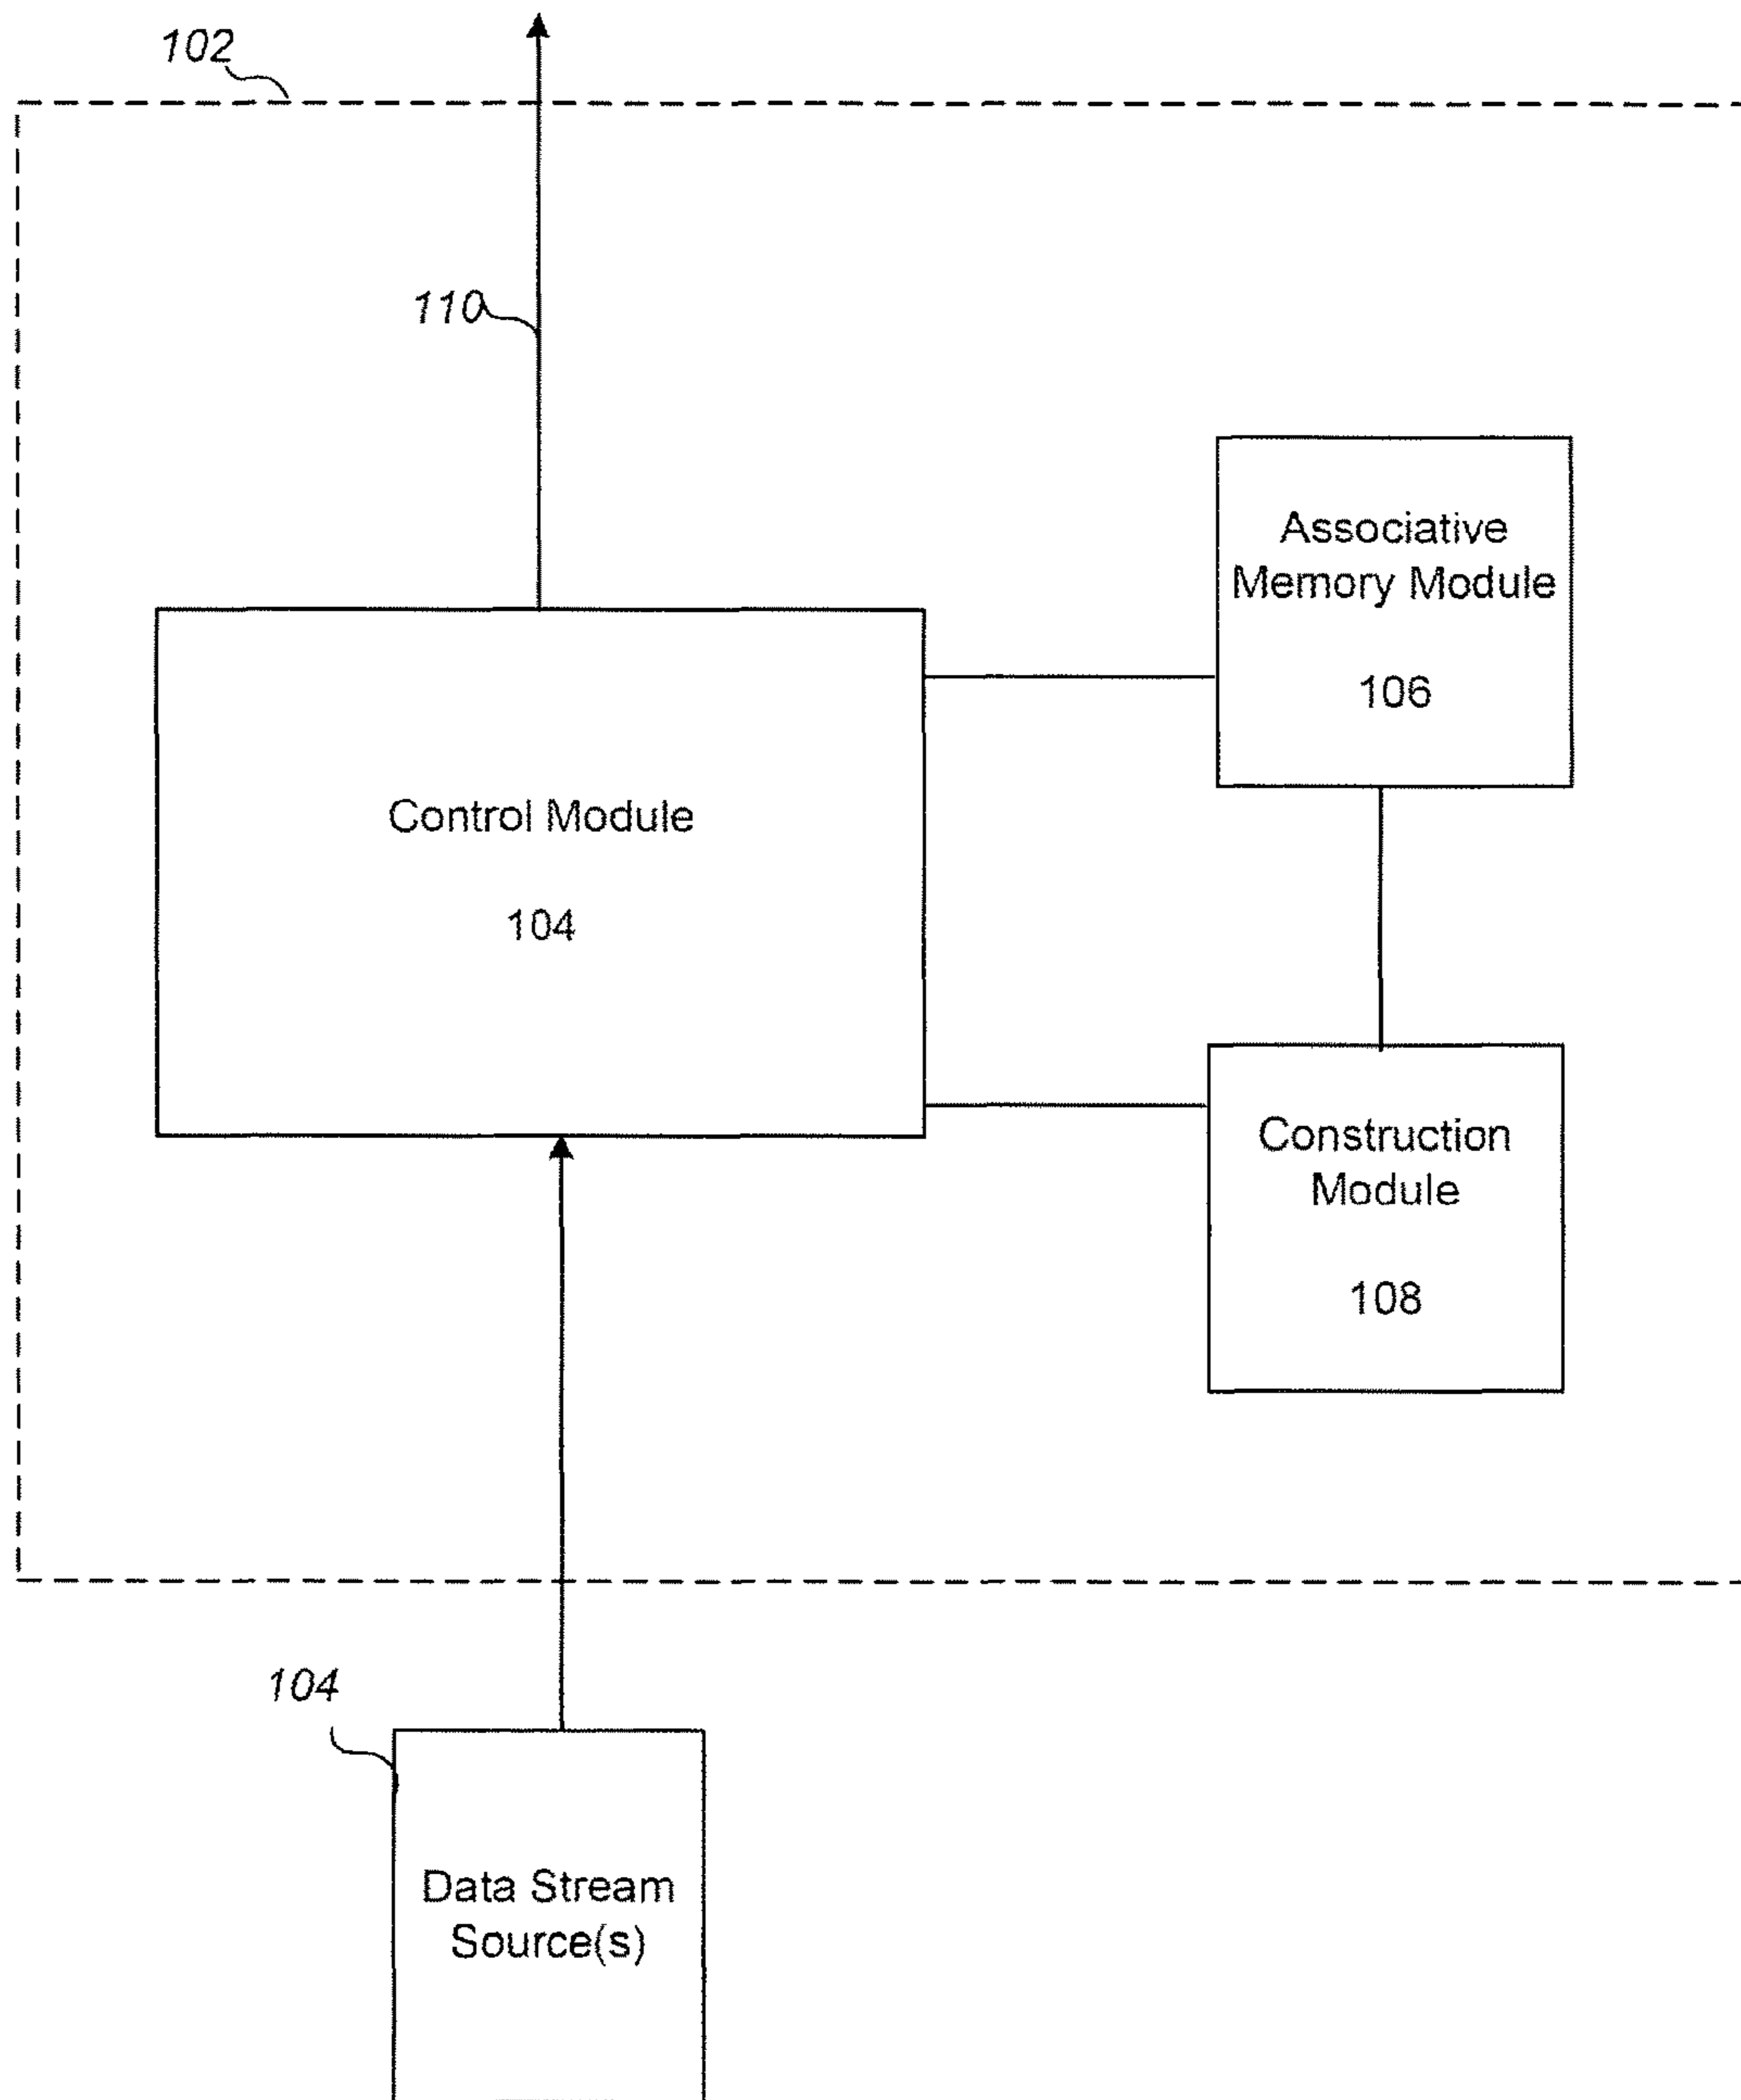 102
110
Associative
Memory Module
106
Control Module
104
Construction
Module
108
104
Data Stream
Source(s)